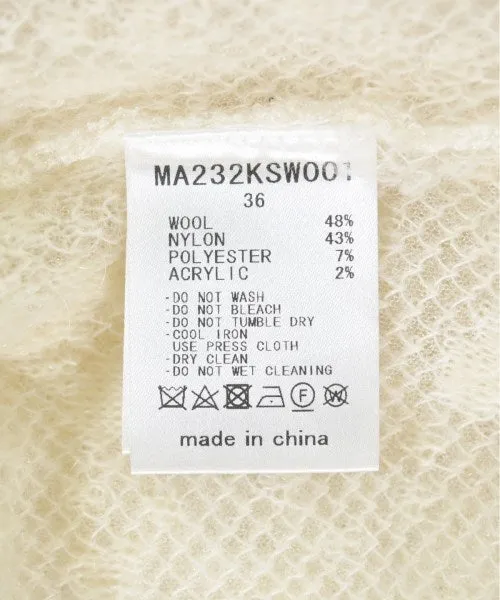 MA232KSW001
36
WOOL 48%
NYLON 43%
POLYESTER 7%
ACRYLIC 2%
-DO NOT WASH
-DO NOT BLEACH
-DO NOT TUMBLE DRY
-COOL IRON
USE PRESS CLOTH
-DRY CLEAN
-DO NOT WET CLEANING
F W
made in china